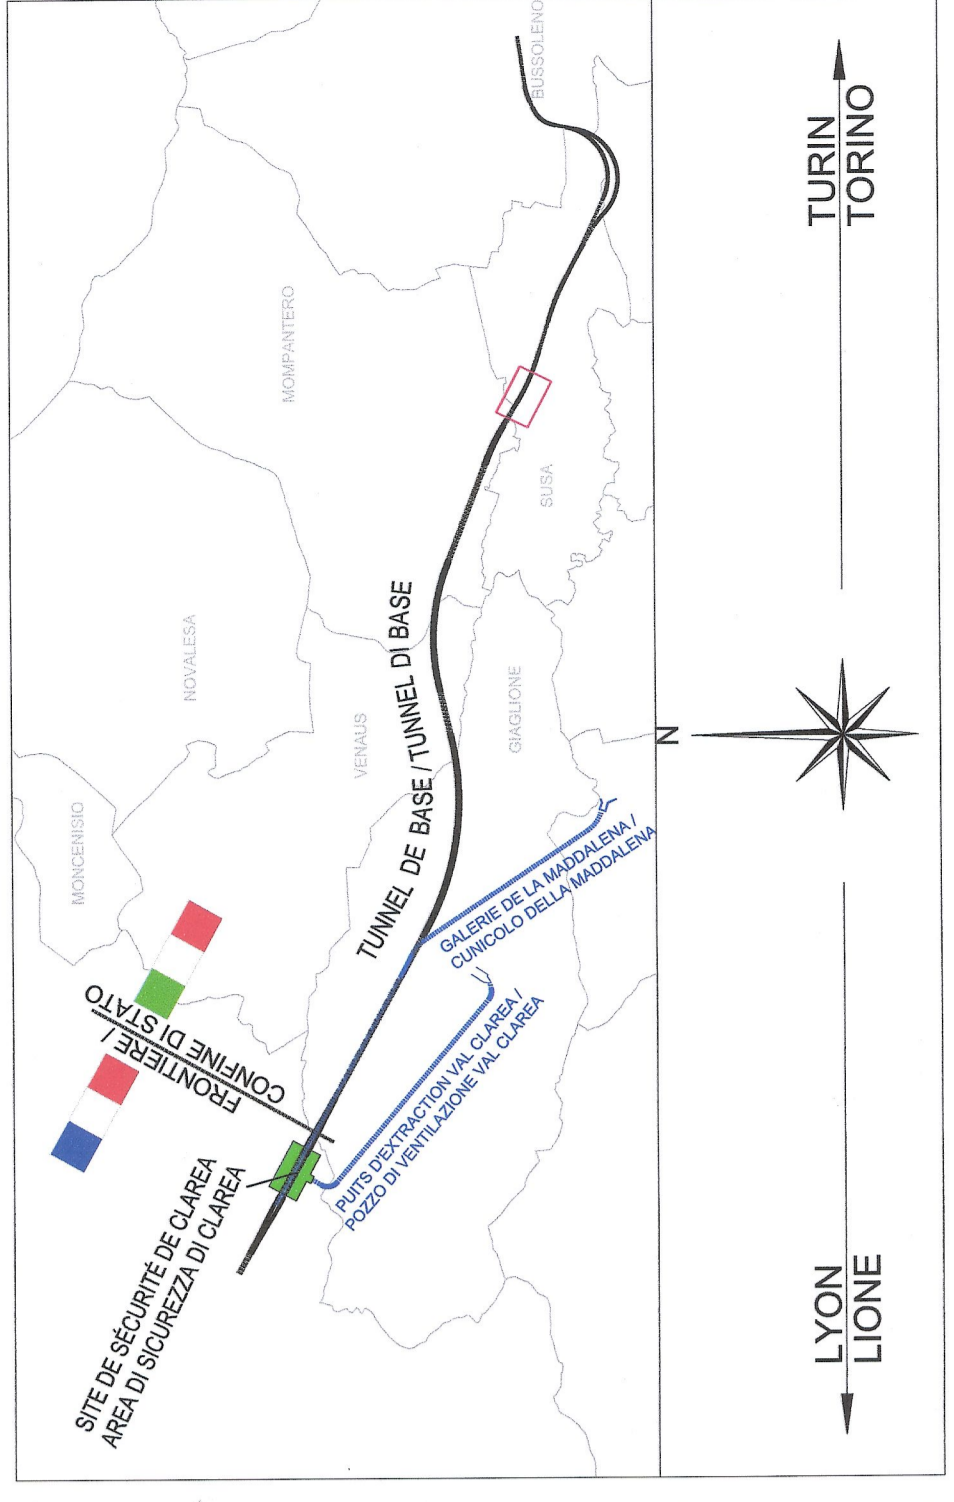 SITE DE SÉCURITÉ DE CLAREA
AREA DI SICUREZZA DI CLAREA
FRONTIERE /
CONFINE DI STATO
MONCENISIO
NOVALESA
VENAUS
MOMPANTERO
BUSSOLENO
SUSA
GIAGLIONE
TUNNEL DE BASE / TUNNEL DI BASE
GALERIE DE LA MADDALENA /
CUNICOLO DELLA MADDALENA
PUITS D'EXTRACTION VAL CLAREA /
POZZO DI VENTILAZIONE VAL CLAREA
N
LYON
LIONE
TURIN
TORINO